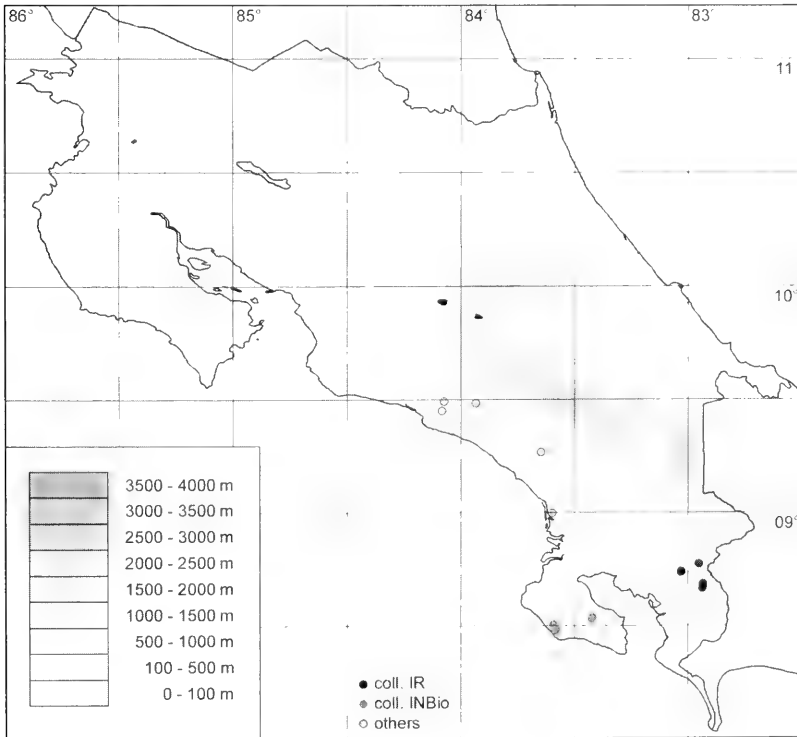 86° 85° 84° 83°
11
10°
09°
3500 - 4000 m
3000 - 3500 m
2500 - 3000 m
2000 - 2500 m
1500 - 2000 m
1000 - 1500 m
500 - 1000 m
100 - 500 m
0 - 100 m
coll. IR
coll. INBio
others